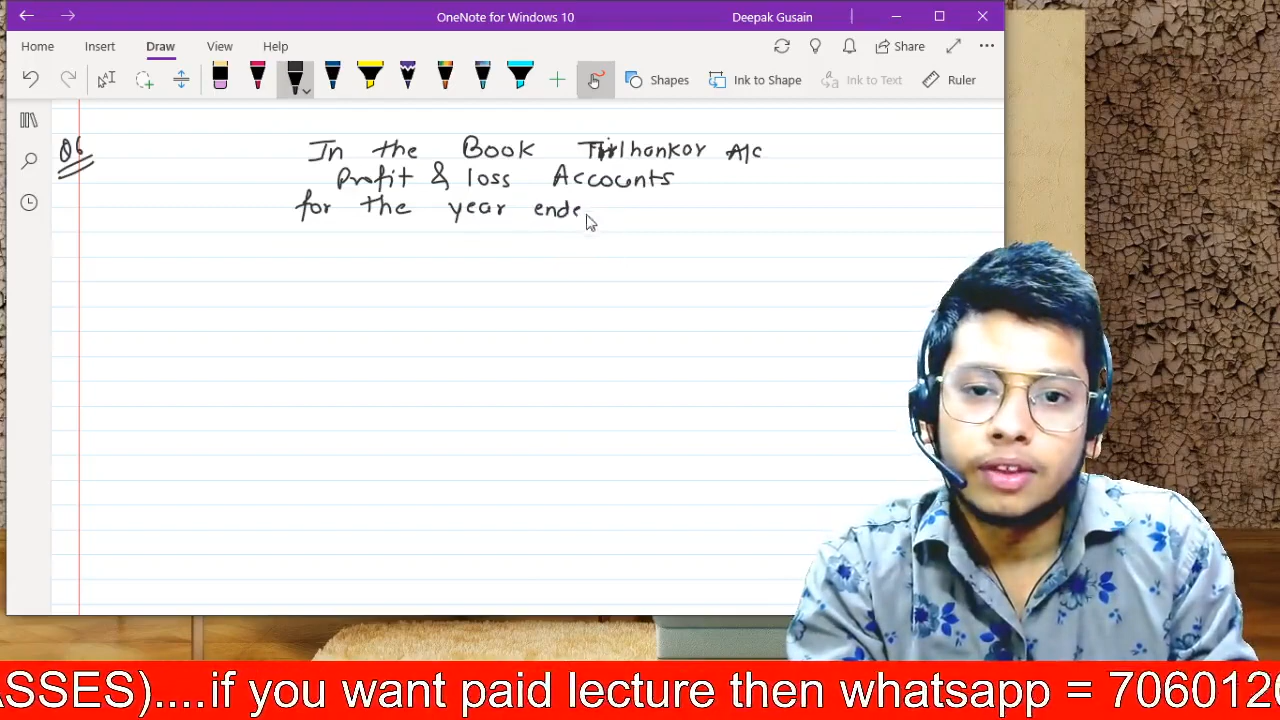 OneNote for Windows 10
Deepak Gusain
Home Insert Draw View Help
Share
Shapes Ink to Shape Ink to Text Ruler
Q6
In the Book Tirthankar A/c
Profit & loss Accounts
for the year ende
ASSES)....if you want paid lecture then whatsapp = 7060120